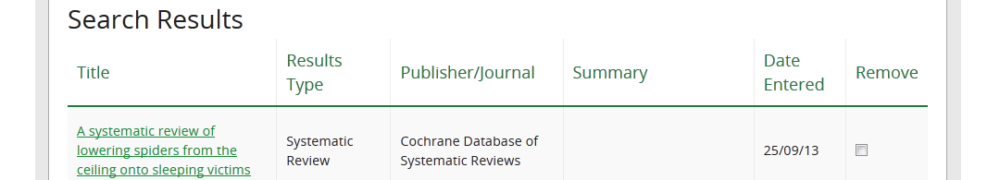 Search Results
Title
Results
Type
Publisher/Journal
Summary
Date
Entered
Remove
A systematic review of
lowering spiders from the
ceiling onto sleeping victims
Systematic
Review
Cochrane Database of
Systematic Reviews
25/09/13